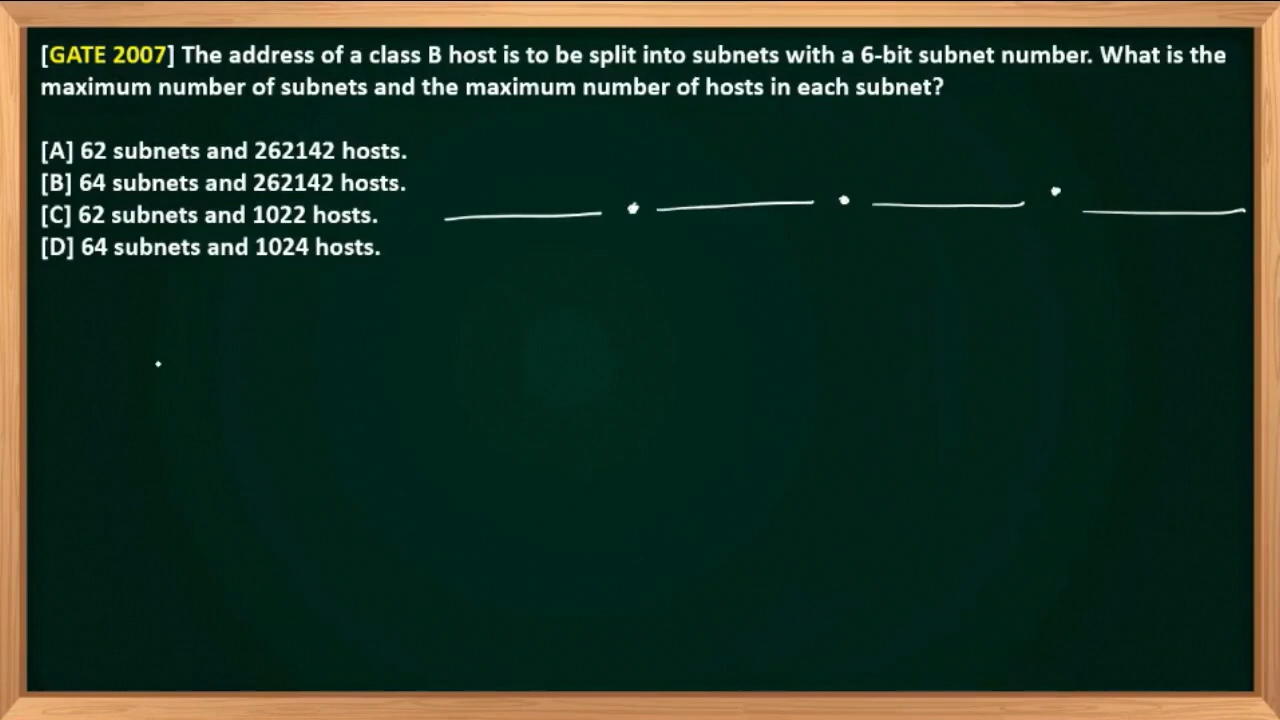 [GATE 2007] The address of a class B host is to be split into subnets with a 6-bit subnet number. What is the
maximum number of subnets and the maximum number of hosts in each subnet?
[A] 62 subnets and 262142 hosts.
[B] 64 subnets and 262142 hosts.
[C] 62 subnets and 1022 hosts.
[D] 64 subnets and 1024 hosts.